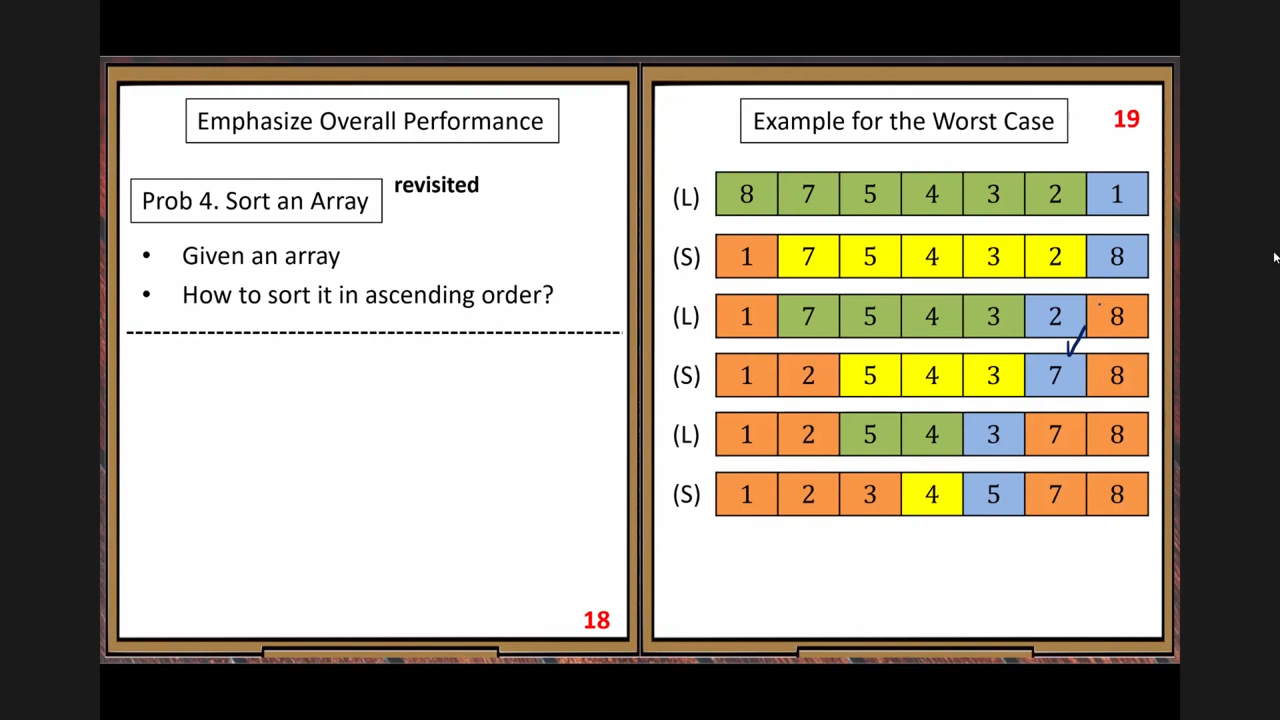 Emphasize Overall Performance
Prob 4. Sort an Array revisited
• Given an array
• How to sort it in ascending order?
18
Example for the Worst Case 19
(L) 8 7 5 4 3 2 1
(S) 1 7 5 4 3 2 8
(L) 1 7 5 4 3 2 8
(S) 1 2 5 4 3 7 8
(L) 1 2 5 4 3 7 8
(S) 1 2 3 4 5 7 8